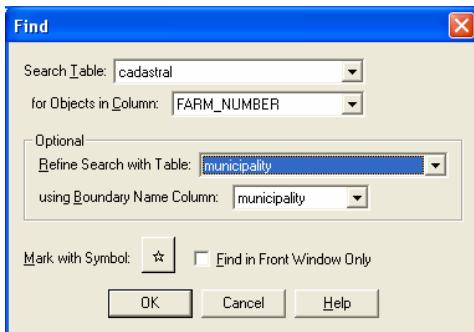 Find
Search Table: cadastral
for Objects in Column: FARM_NUMBER
Optional
Refine Search with Table: municipality
using Boundary Name Column: municipality
Mark with Symbol: ☆ Find in Front Window Only
OK Cancel Help